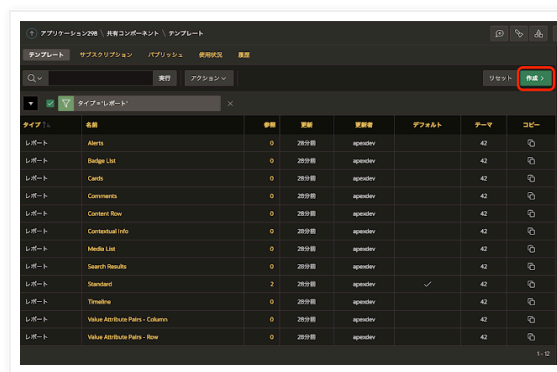 アプリケーション298 \ 共有コンポーネント \ テンプレート
テンプレート サブスクリプション パブリッシュ 使用状況 履歴
実行 アクション リセット 作成 >
タイプ = 'レポート'
タイプ 名前 参照 更新 更新者 デフォルト テーマ コピー
レポート Alerts 0 28分前 apexdev 42
レポート Badge List 0 28分前 apexdev 42
レポート Cards 0 28分前 apexdev 42
レポート Comments 0 28分前 apexdev 42
レポート Content Row 0 28分前 apexdev 42
レポート Contextual Info 0 28分前 apexdev 42
レポート Media List 0 28分前 apexdev 42
レポート Search Results 0 28分前 apexdev 42
レポート Standard 2 28分前 apexdev 42
レポート Timeline 0 28分前 apexdev 42
レポート Value Attribute Pairs - Column 0 28分前 apexdev 42
レポート Value Attribute Pairs - Row 0 28分前 apexdev 42
1 - 12